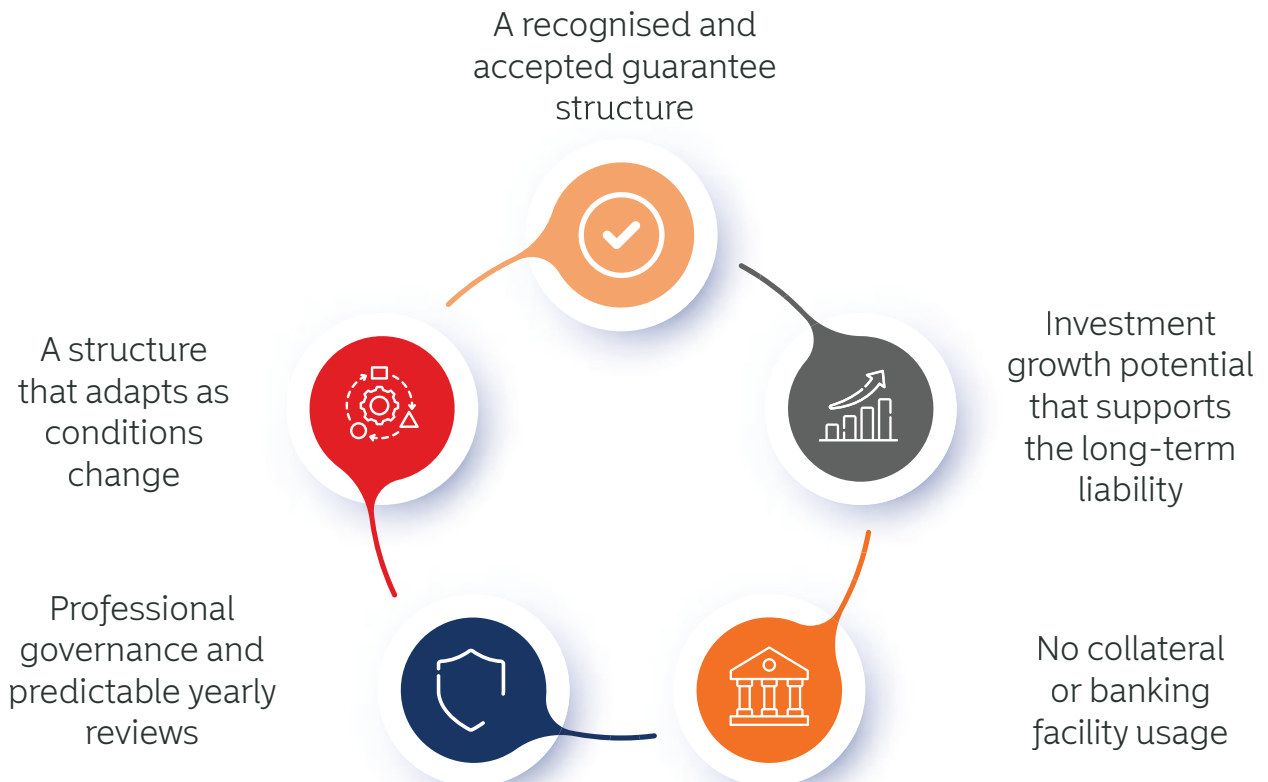 A recognised and
accepted guarantee
structure
Investment
growth potential
that supports
the long-term
liability
No collateral
or banking
facility usage
Professional
governance and
predictable yearly
reviews
A structure
that adapts as
conditions
change